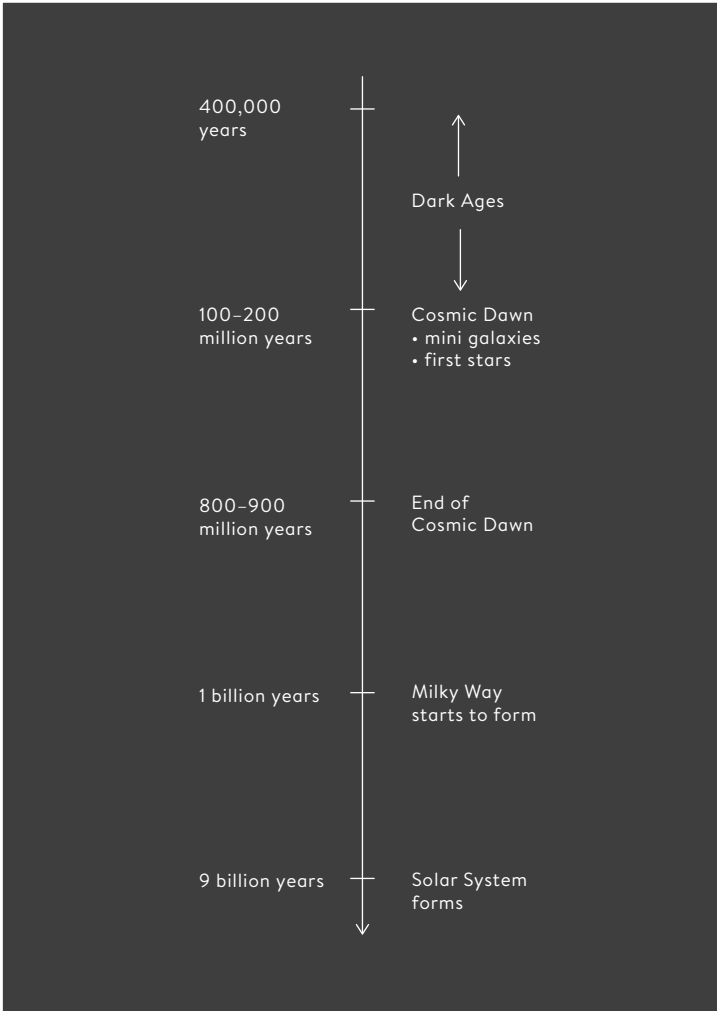 400,000
years
Dark Ages
100–200
million years
Cosmic Dawn
• mini galaxies
• first stars
800–900
million years
End of
Cosmic Dawn
1 billion years
Milky Way
starts to form
9 billion years
Solar System
forms